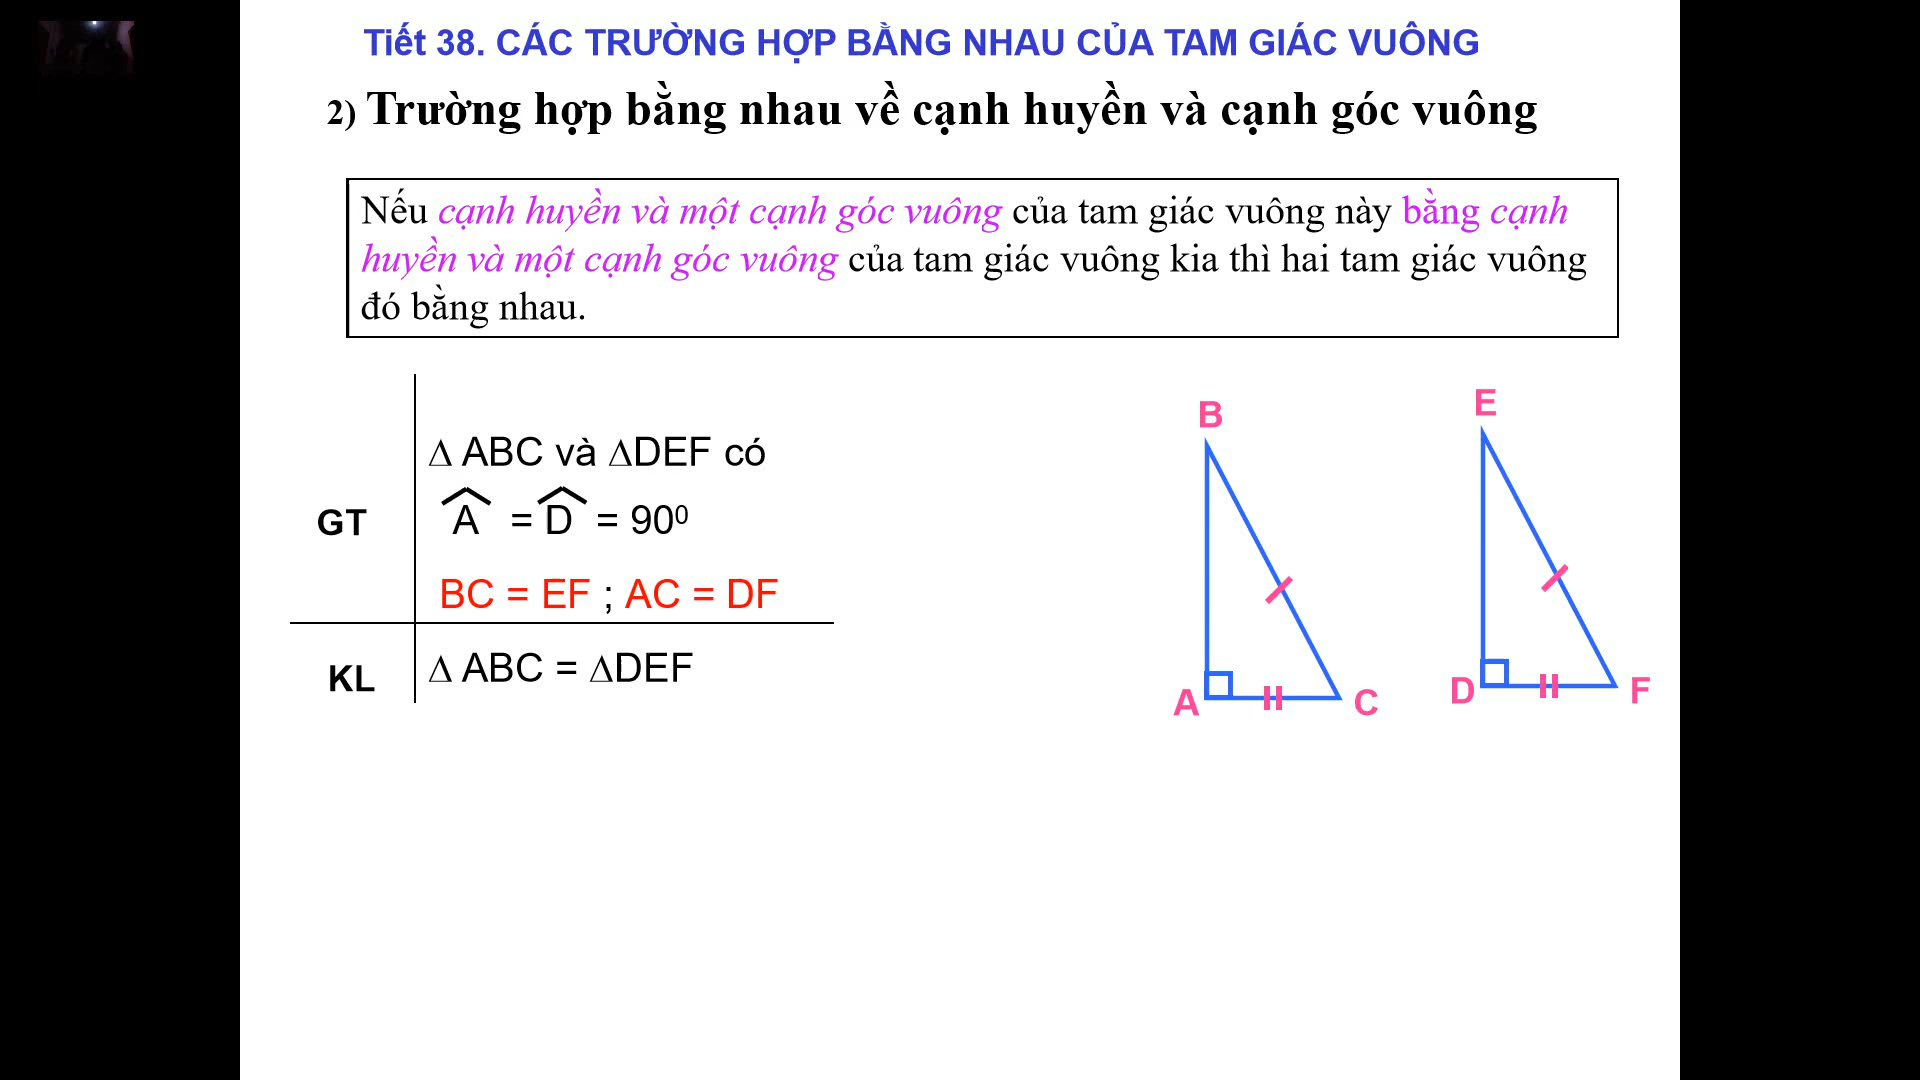 Tiết 38. CÁC TRƯỜNG HỢP BẰNG NHAU CỦA TAM GIÁC VUÔNG
2) Trường hợp bằng nhau về cạnh huyền và cạnh góc vuông
Nếu cạnh huyền và một cạnh góc vuông của tam giác vuông này bằng cạnh
huyền và một cạnh góc vuông của tam giác vuông kia thì hai tam giác vuông
đó bằng nhau.
GT
∆ ABC và ∆DEF có
A = D = 90⁰
BC = EF ; AC = DF
KL
∆ ABC = ∆DEF
B
A
C
E
D
F